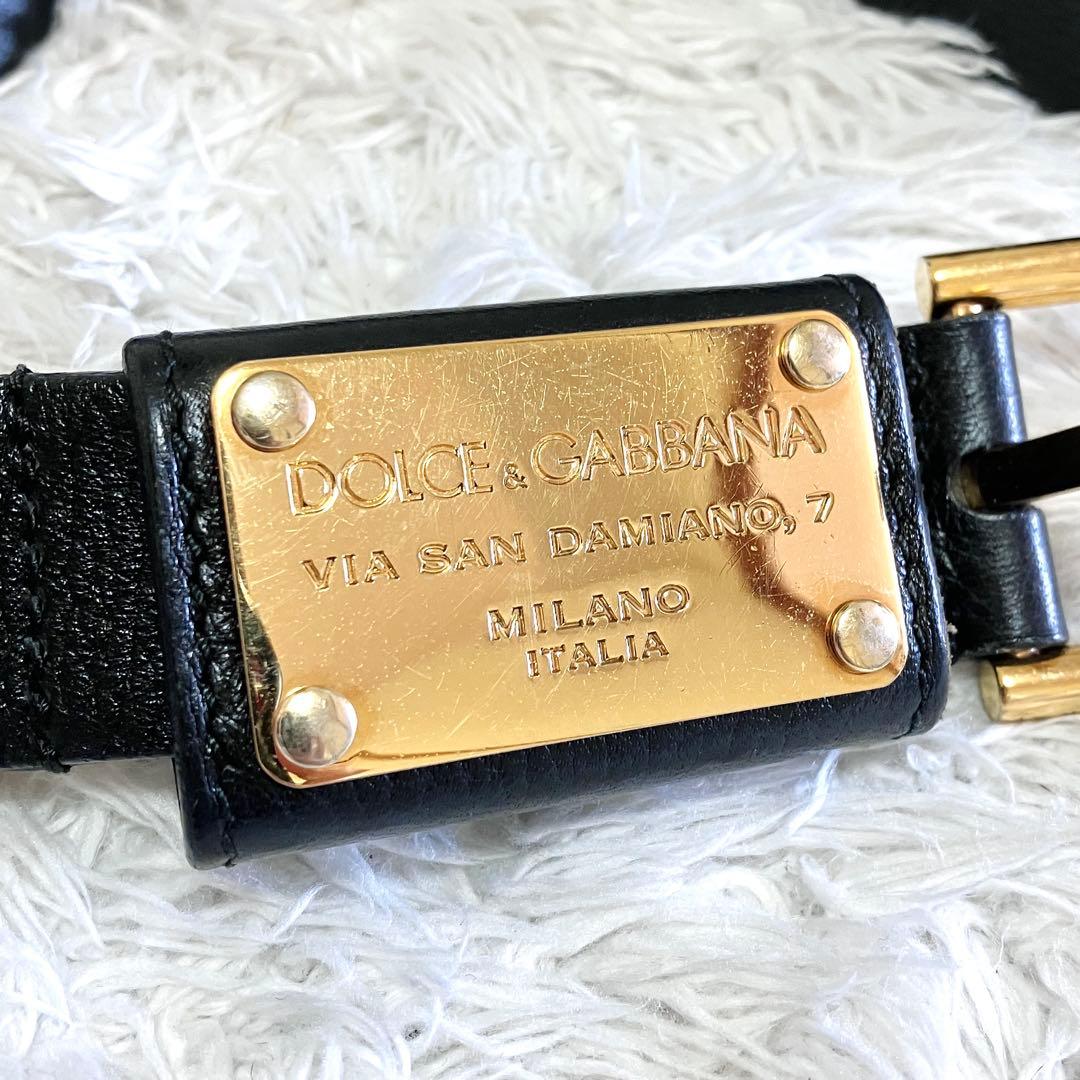 DOLCE & GABBANA
VIA SAN DAMIANO, 7
MILANO
ITALIA